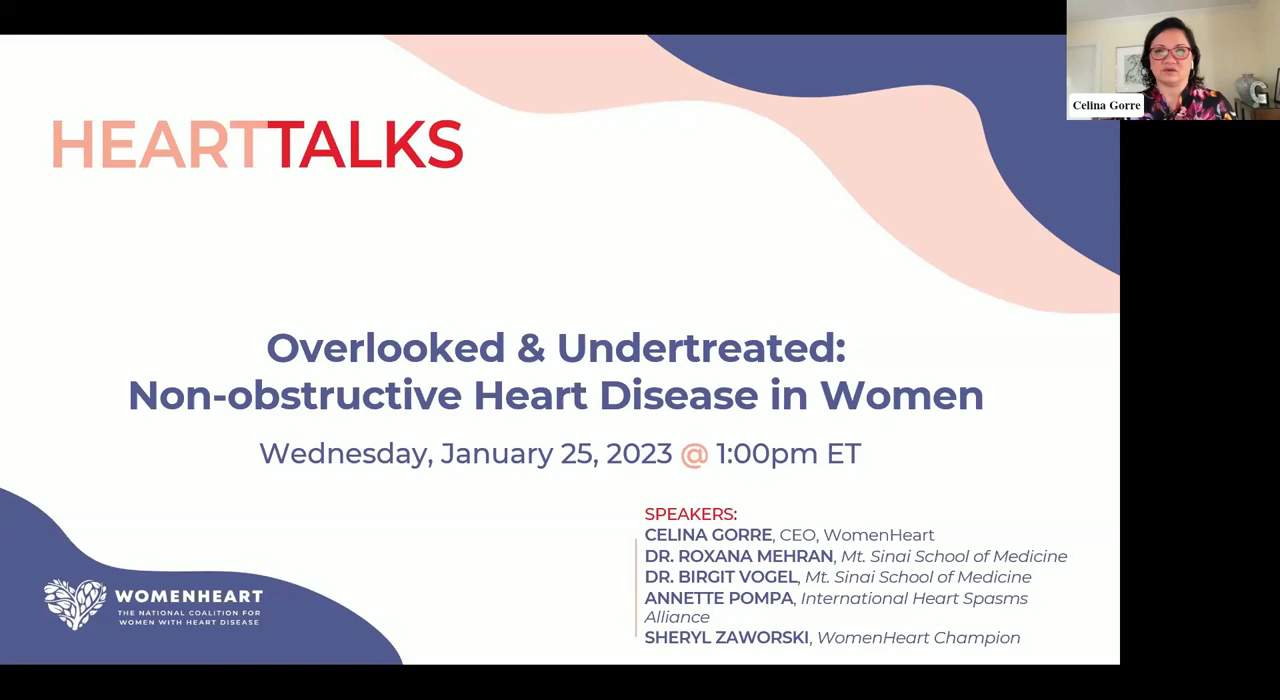 Celina Gorre
HEARTTALKS
Overlooked & Undertreated:
Non-obstructive Heart Disease in Women
Wednesday, January 25, 2023 @ 1:00pm ET
SPEAKERS:
CELINA GORRE, CEO, WomenHeart
DR. ROXANA MEHRAN, Mt. Sinai School of Medicine
DR. BIRGIT VOGEL, Mt. Sinai School of Medicine
ANNETTE POMPA, International Heart Spasms
Alliance
SHERYL ZAWORSKI, WomenHeart Champion
WOMENHEART
THE NATIONAL COALITION FOR
WOMEN WITH HEART DISEASE
G